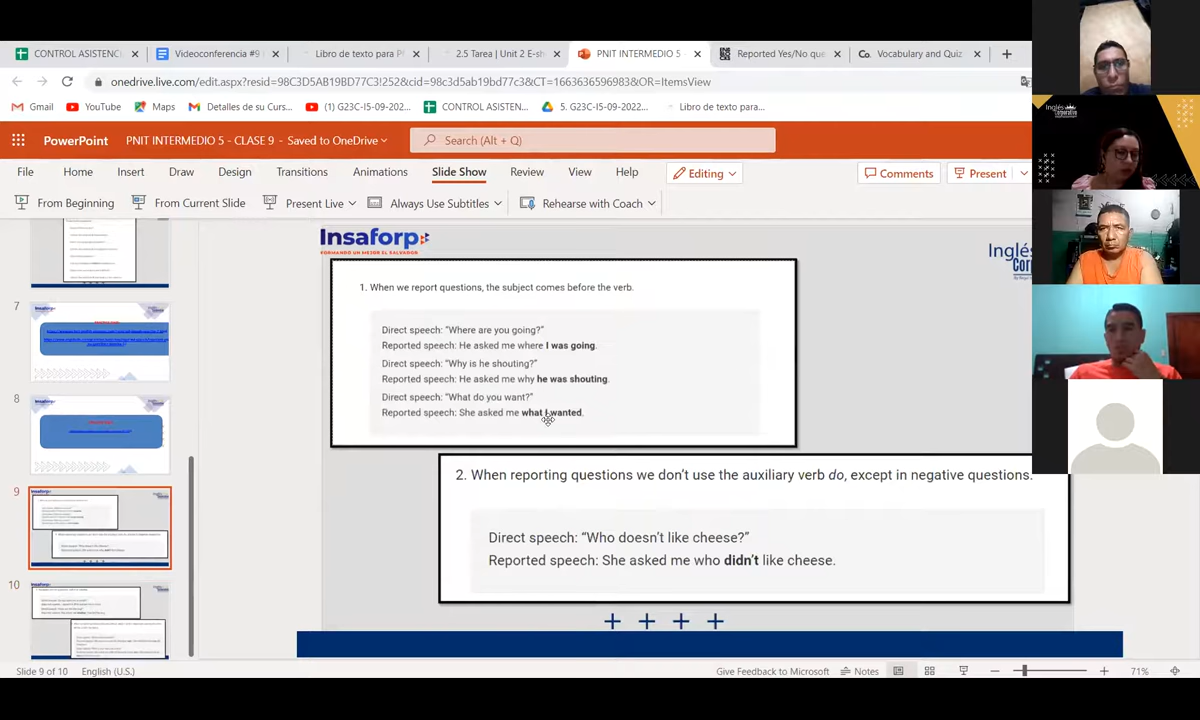 CONTROL ASISTENC
Videoconferencia #9
Libro de texto para P
2.5 Tarea | Unit 2 E-sh
PNIT INTERMEDIO 5
Reported Yes/No que
Vocabulary and Quiz
onedrive.live.com/edit.aspx?resid=98C3D5AB19BD77C3!252&cid=98c3d5ab19bd77c3&CT=1663636596983&OR=ItemsView
Gmail
YouTube
Maps
Detalles de su Curs...
(1) G23C-I5-09-202...
CONTROL ASISTEN...
5. G23C-I5-09-2022...
Libro de texto para...
PowerPoint
PNIT INTERMEDIO 5 - CLASE 9 - Saved to OneDrive
Search (Alt + Q)
File
Home
Insert
Draw
Design
Transitions
Animations
Slide Show
Review
View
Help
Editing
Comments
Present
From Beginning
From Current Slide
Present Live
Always Use Subtitles
Rehearse with Coach
7
8
9
10
Insaforp
FORMANDO UN MEJOR EL SALVADOR
Inglés
Corp
1. When we report questions, the subject comes before the verb.
Direct speech: “Where are you going?”
Reported speech: He asked me where I was going.
Direct speech: “Why is he shouting?”
Reported speech: He asked me why he was shouting.
Direct speech: “What do you want?”
Reported speech: She asked me what I wanted.
2. When reporting questions we don’t use the auxiliary verb do, except in negative questions.
Direct speech: “Who doesn’t like cheese?”
Reported speech: She asked me who didn’t like cheese.
Slide 9 of 10
English (U.S.)
Give Feedback to Microsoft
Notes
71%
Inglés
Corporativo